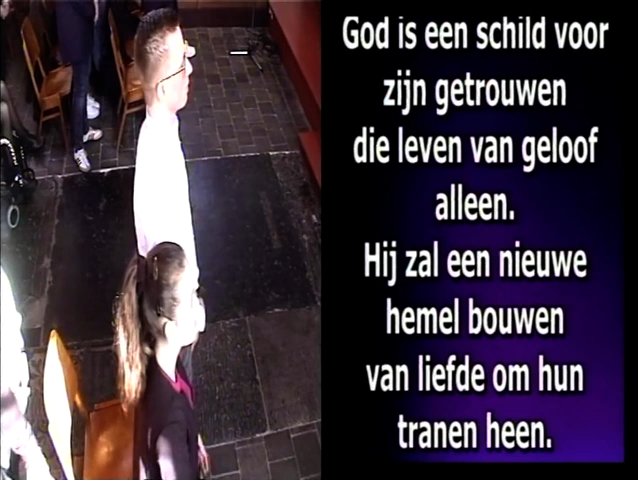 God is een schild voor
zijn getrouwen
die leven van geloof
alleen.
Hij zal een nieuwe
hemel bouwen
van liefde om hun
tranen heen.